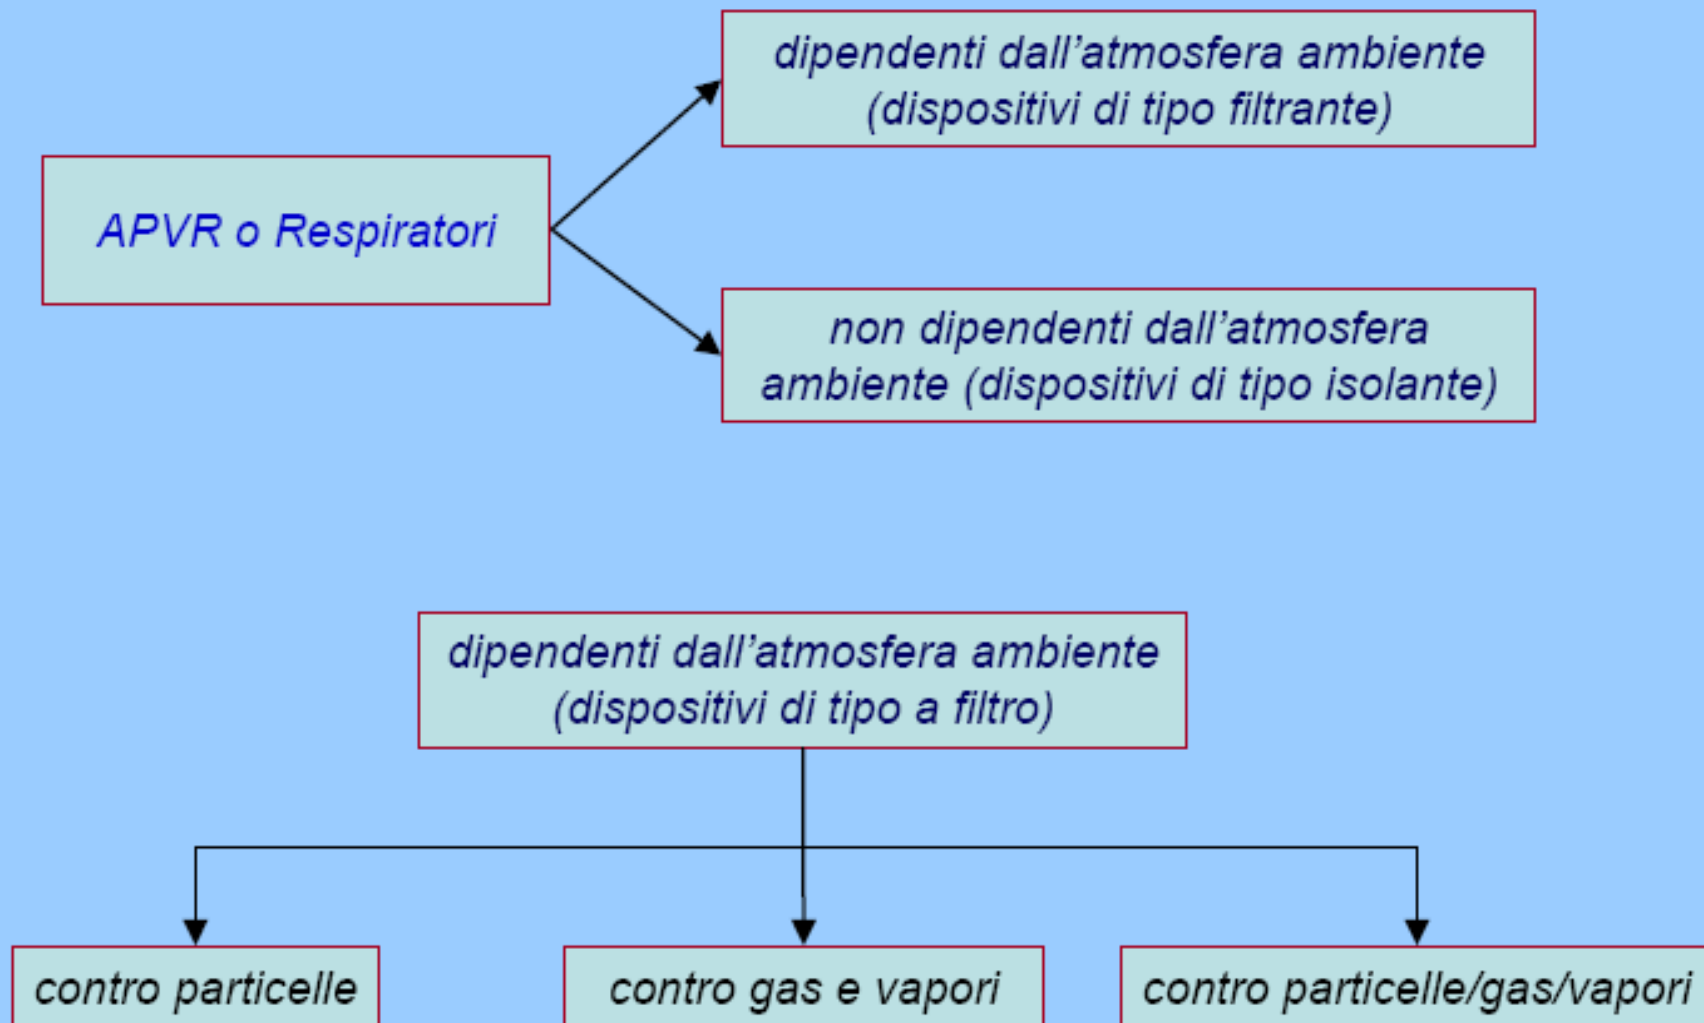 dipendenti dall'atmosfera ambiente
(dispositivi di tipo filtrante)
APVR o Respiratori
non dipendenti dall'atmosfera
ambiente (dispositivi di tipo isolante)
dipendenti dall'atmosfera ambiente
(dispositivi di tipo a filtro)
contro particelle
contro gas e vapori
contro particelle/gas/vapori